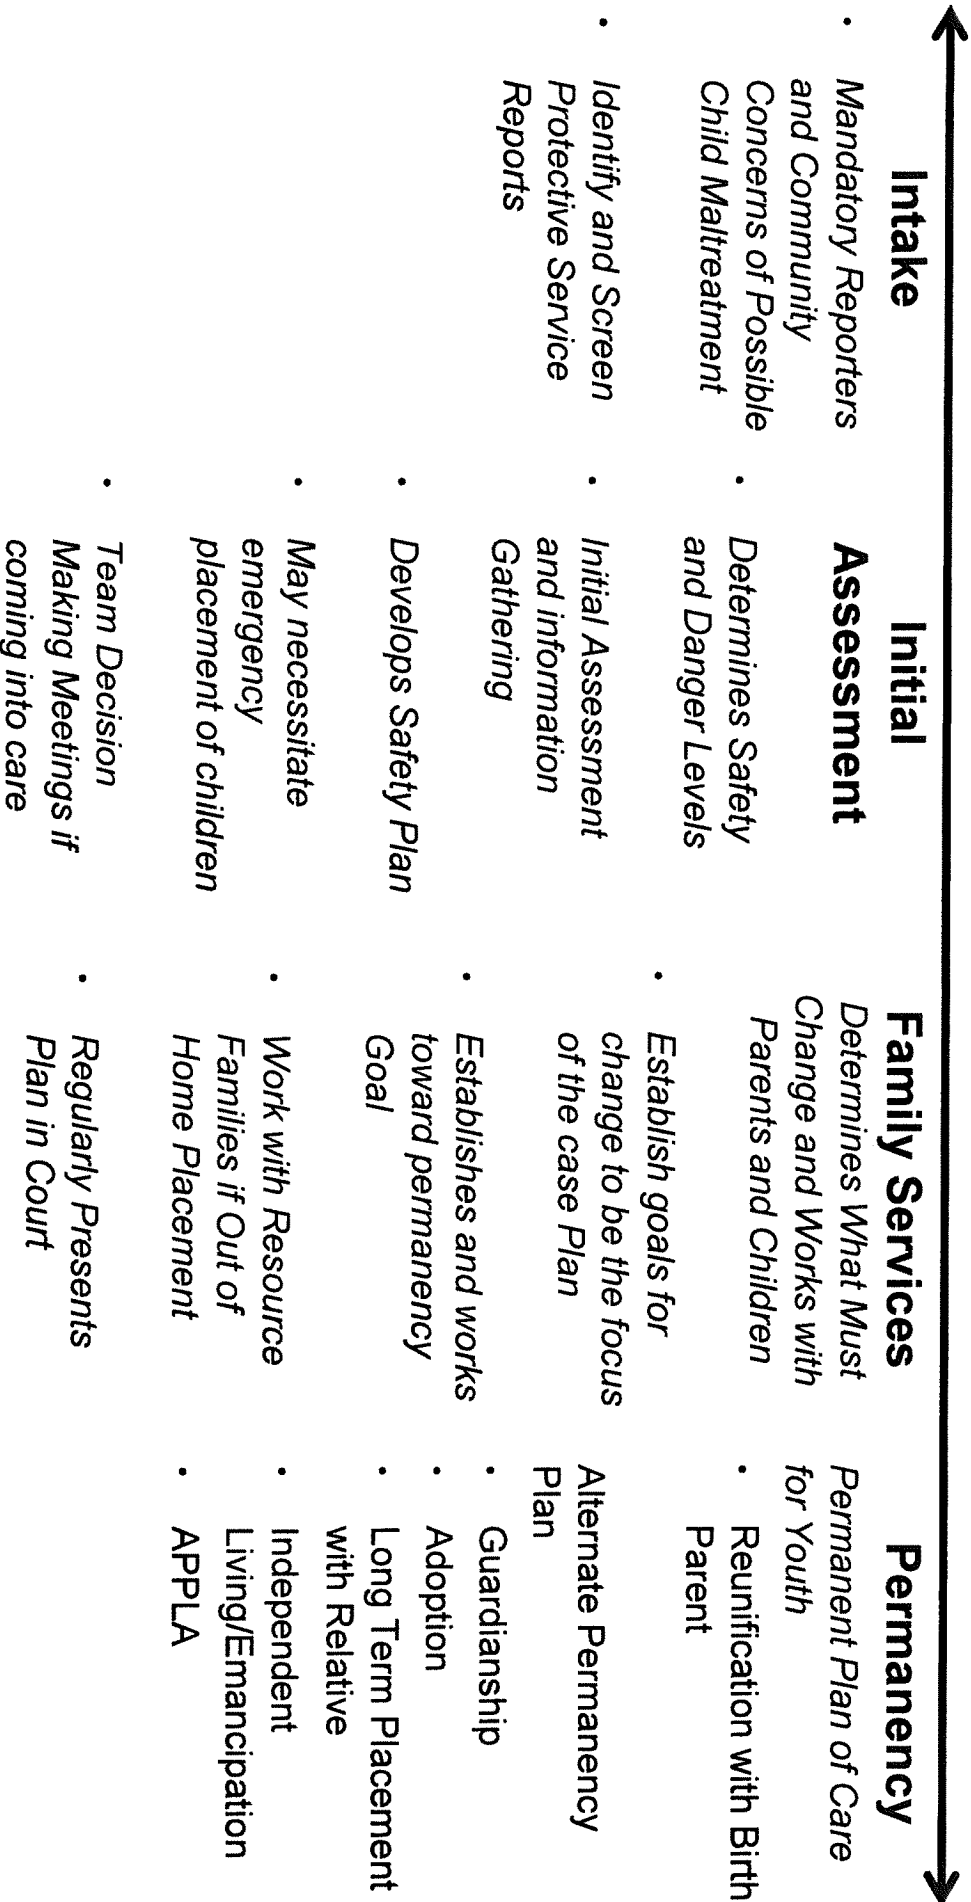 Intake
• Mandatory Reporters
and Community
Concerns of Possible
Child Maltreatment
• Identify and Screen
Protective Service
Reports
Initial
Assessment
• Determines Safety
and Danger Levels
• Initial Assessment
and information
Gathering
• Develops Safety Plan
• May necessitate
emergency
placement of children
• Team Decision
Making Meetings if
coming into care
Family Services
Determines What Must
Change and Works with
Parents and Children
• Establish goals for
change to be the focus
of the case Plan
• Establishes and works
toward permanency
Goal
• Work with Resource
Families if Out of
Home Placement
• Regularly Presents
Plan in Court
Permanency
Permanent Plan of Care
for Youth
• Reunification with Birth
Parent
Alternate Permanency
Plan
• Guardianship
• Adoption
• Long Term Placement
with Relative
• Independent
Living/Emancipation
• APPLA